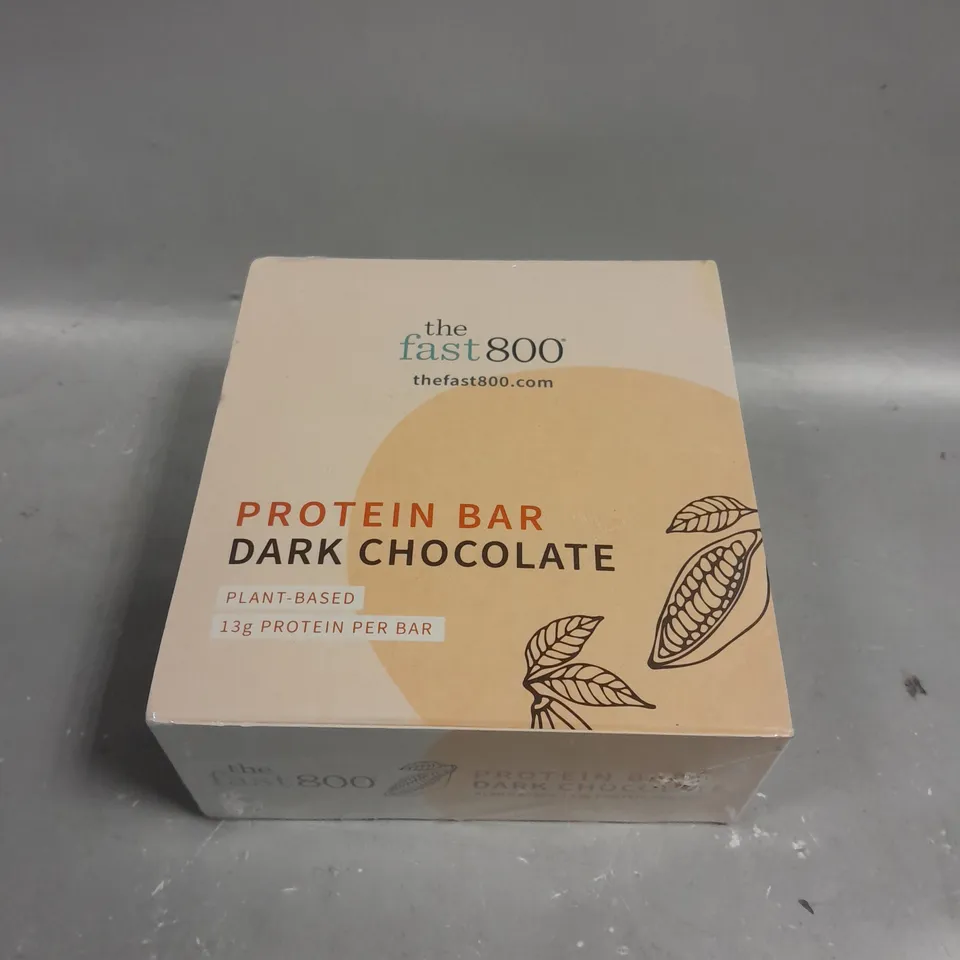 the
fast800®
thefast800.com
PROTEIN BAR
DARK CHOCOLATE
PLANT-BASED
13g PROTEIN PER BAR
the
fast800
PROTEIN BAR
DARK CHOCOLATE